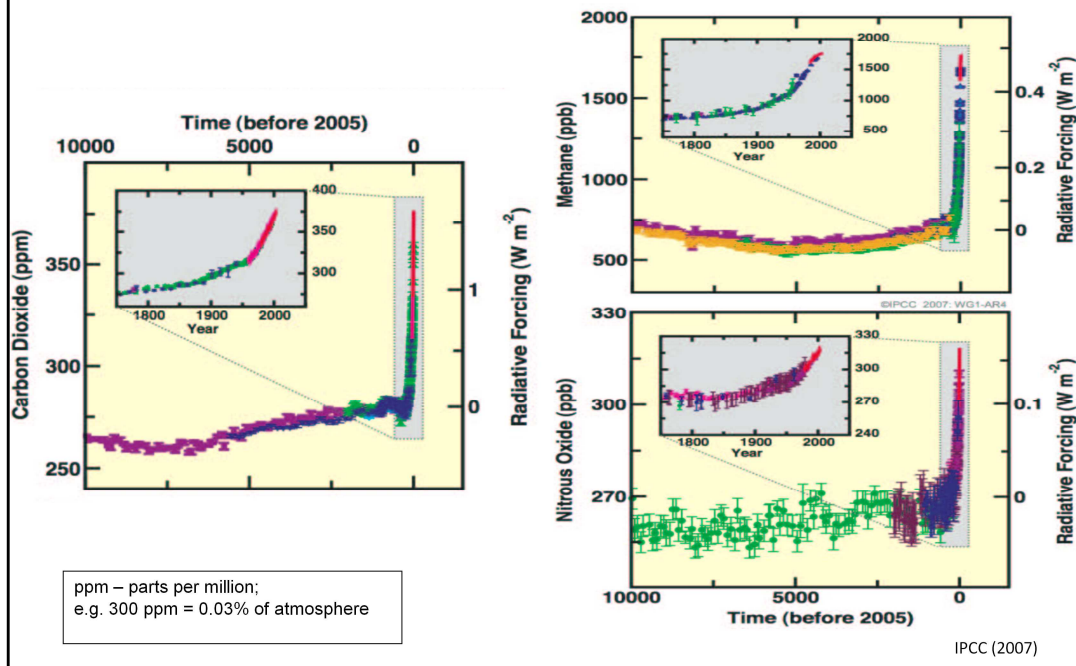 Time (before 2005)
10000 5000 0
Carbon Dioxide (ppm)
350
300
250
400
350
300
1800 1900 2000
Year
1
0
Radiative Forcing (W m-2)
2000
1500
1000
500
Methane (ppb)
2000
1500
1000
500
1800 1900 2000
Year
0.4
0.2
0
Radiative Forcing (W m-2)
©IPCC 2007: WG1-AR4
330
300
270
Nitrous Oxide (ppb)
330
300
270
240
1800 1900 2000
Year
0.1
0
Radiative Forcing (W m-2)
10000 5000 0
Time (before 2005)
ppm – parts per million;
e.g. 300 ppm = 0.03% of atmosphere
IPCC (2007)